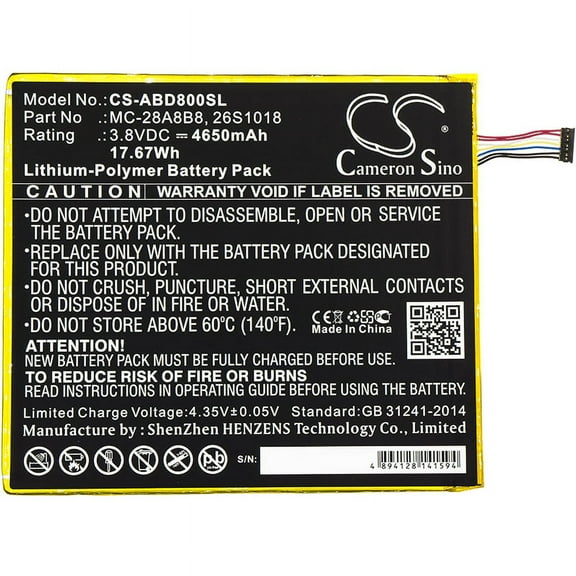 Model No.: CS-ABD800SL
Part No : MC-28A8B8, 26S1018
3.8VDC ⎓ 4650mAh
17.67Wh
Lithium-Polymer Battery Pack
CS
Cameron Sino
CAUTION WARRANTY VOID IF LABEL IS REMOVED
•DO NOT ATTEMPT TO DISASSEMBLE, OPEN OR SERVICE THE
BATTERY PACK.
•REPLACE ONLY WITH THE BATTERY PACK DESIGNATED FOR
THIS PACK.
•DO NOT CRUSH, PUNCTURE, SHORT EXTERNAL CONTACTS
OR DISPOSE OF IN FIRE OR WATER.
•DO NOT STORE ABOVE 60℃ (140℉).
CE
Made In China
ATTENTION!
NEW BATTERY PACK MUST BE FULLY CHARGED BEFORE USE.
TO REDUCE RISK OF FIRE OR BURNS
READ OPERATING INSTRUCTIONS CAREFULLY BEFORE USING THE BATTERY
Limited Charge Voltage:4.35V±0.05V Standard:GB 31241-2014
Manufacture by : ShenZhen HENZENS Technology Co., Limited
S/N:
4 894128 141594